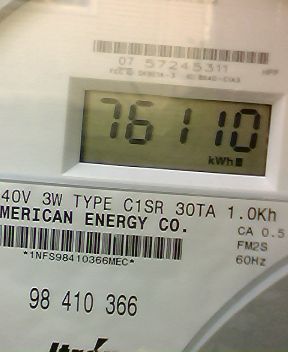 07 57245311
76110
kWh
40V 3W TYPE C1SR 30TA 1.0Kh
MERICAN ENERGY CO.
CA 0.5
FM2S
60Hz
*1NFS98410366MEC*
98 410 366
Itron